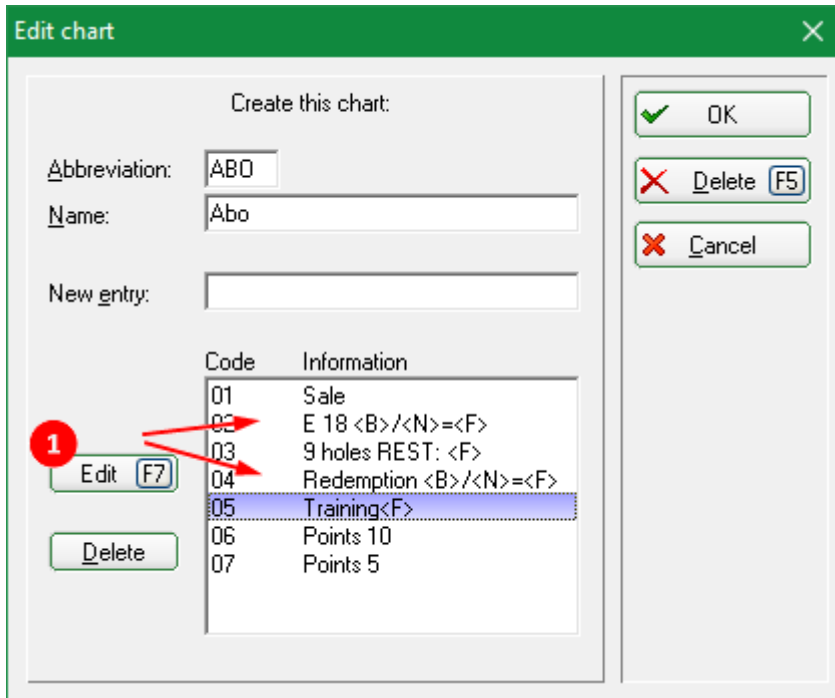 Edit chart
Create this chart:
OK
Abbreviation: ABO
Delete F5
Name: Abo
Cancel
New entry:
Code Information
01 Sale
02 E 18 <B>/<N>=<F>
1
03 9 holes REST: <F>
Edit F7
04 Redemption <B>/<N>=<F>
05 Training<F>
Delete
06 Points 10
07 Points 5